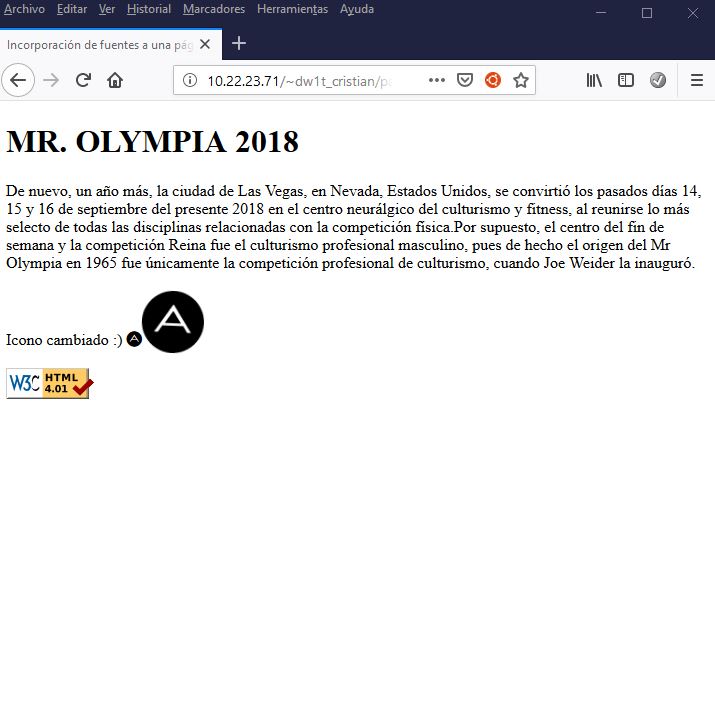 Archivo Editar Ver Historial Marcadores Herramientas Ayuda
Incorporación de fuentes a una pág
10.22.23.71/~dw1t_cristian/
MR. OLYMPIA 2018
De nuevo, un año más, la ciudad de Las Vegas, en Nevada, Estados Unidos, se convirtió los pasados días 14,
15 y 16 de septiembre del presente 2018 en el centro neurálgico del culturismo y fitness, al reunirse lo más
selecto de todas las disciplinas relacionadas con la competición física.Por supuesto, el centro del fin de
semana y la competición Reina fue el culturismo profesional masculino, pues de hecho el origen del Mr
Olympia en 1965 fue únicamente la competición profesional de culturismo, cuando Joe Weider la inauguró.
Icono cambiado :) A A
W3C HTML
4.01